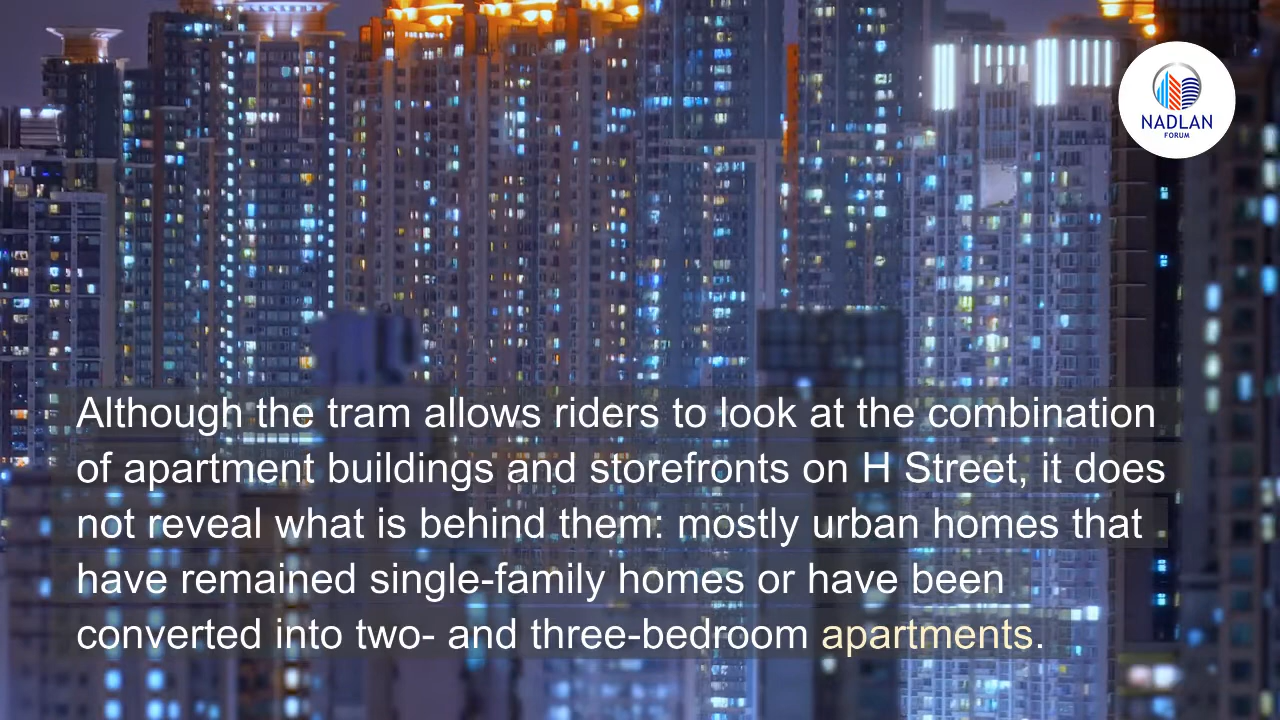 NADLAN
FORUM
Although the tram allows riders to look at the combination
of apartment buildings and storefronts on H Street, it does
not reveal what is behind them: mostly urban homes that
have remained single-family homes or have been
converted into two- and three-bedroom apartments.